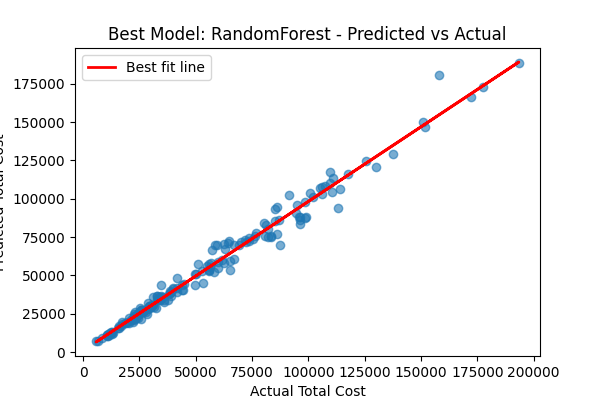 Best Model: RandomForest - Predicted vs Actual
Best fit line
175000
150000
125000
100000
75000
50000
25000
0
Predicted Total Cost
0 25000 50000 75000 100000 125000 150000 175000 200000
Actual Total Cost